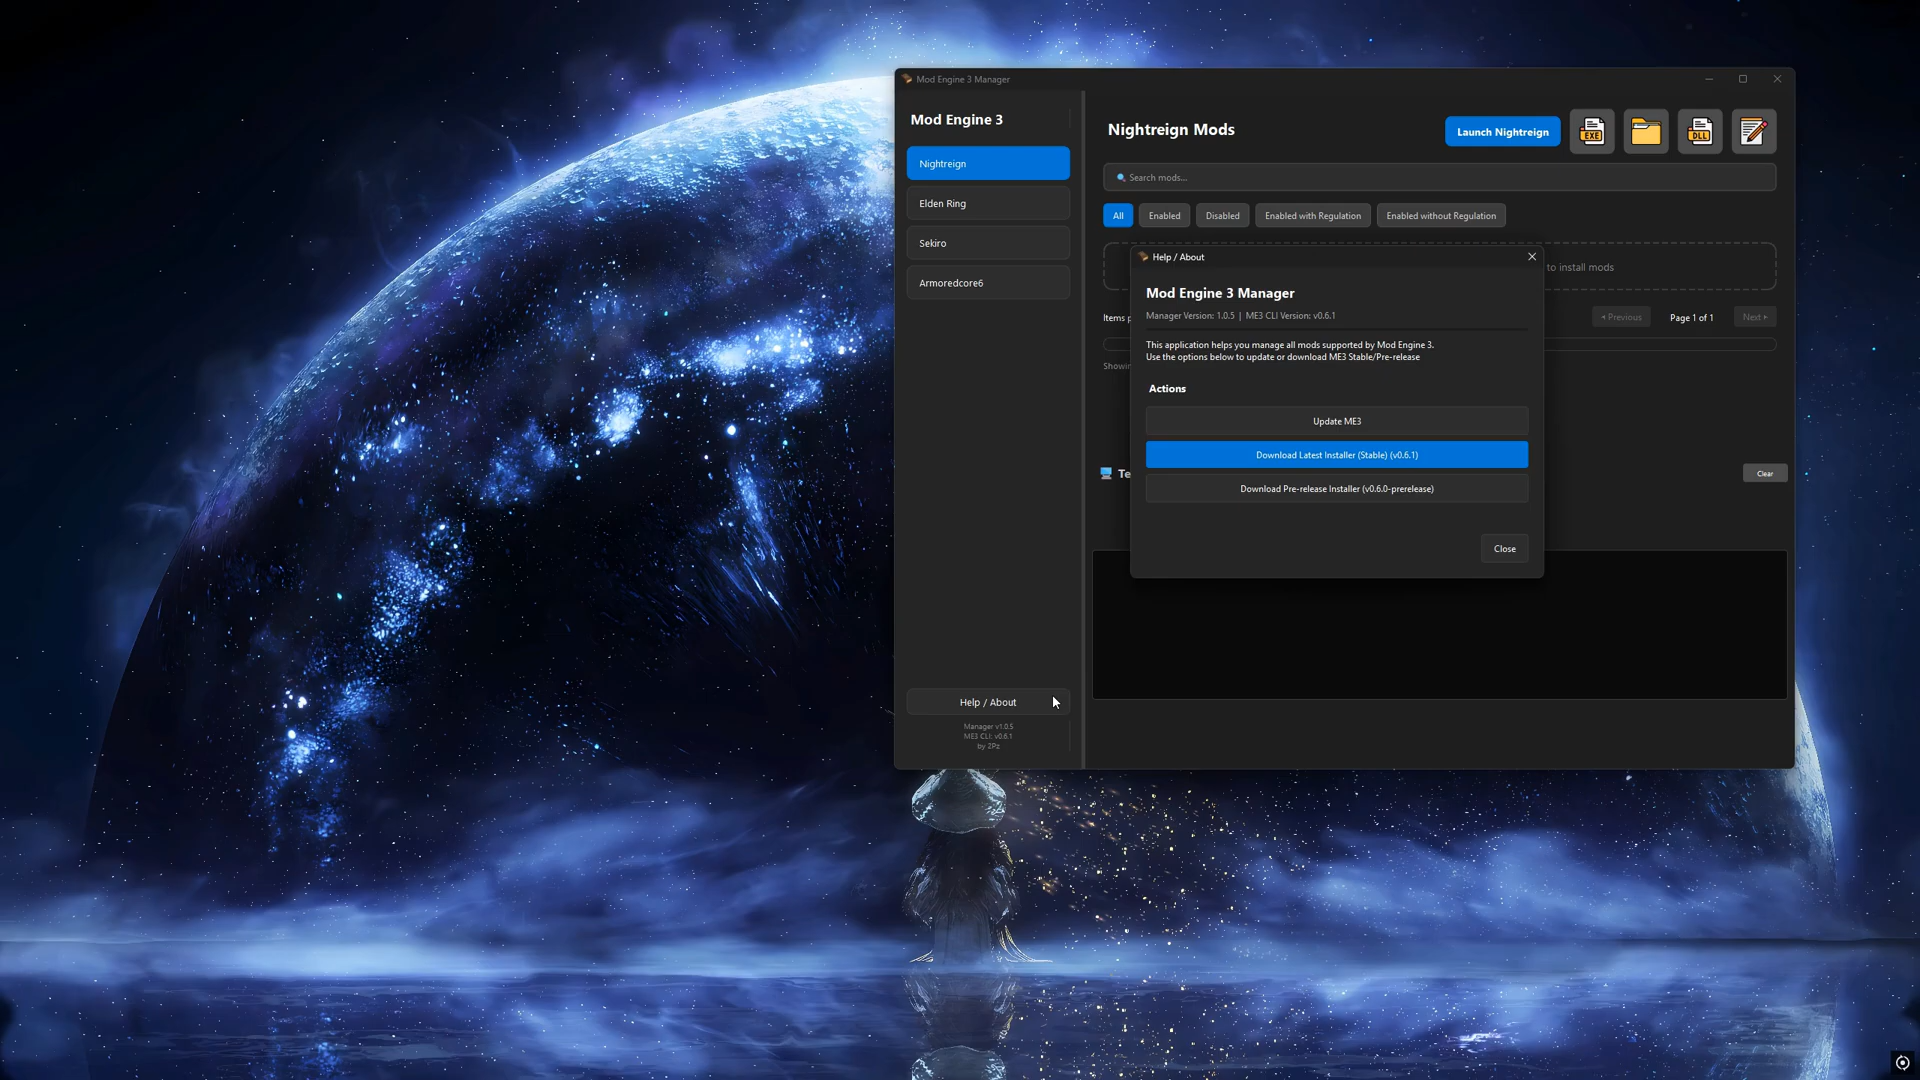 Mod Engine 3 Manager
Mod Engine 3
Nightreign
Elden Ring
Sekiro
Armoredcore6
Help / About
Manager v1.0.5
ME3 CLI: v0.6.1
by 2Pz
Nightreign Mods
Launch Nightreign
EXE
DLL
Search mods...
All
Enabled
Disabled
Enabled with Regulation
Enabled without Regulation
to install mods
Items p
Previous
Page 1 of 1
Next
Showin
Te
Clear
Help / About
Mod Engine 3 Manager
Manager Version: 1.0.5 | ME3 CLI Version: v0.6.1
This application helps you manage all mods supported by Mod Engine 3.
Use the options below to update or download ME3 Stable/Pre-release
Actions
Update ME3
Download Latest Installer (Stable) (v0.6.1)
Download Pre-release Installer (v0.6.0-prerelease)
Close